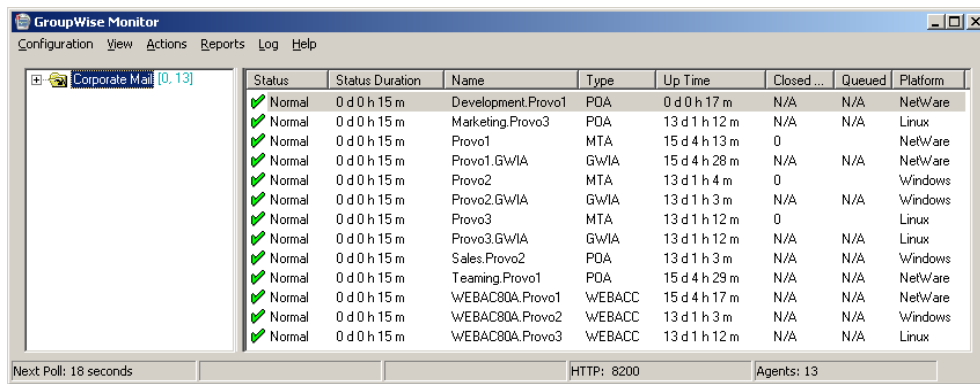 GroupWise Monitor
Configuration View Actions Reports Log Help
Corporate Mail [0, 13]
Status Status Duration Name Type Up Time Closed ... Queued Platform
Normal 0 d 0 h 15 m Development.Provo1 POA 0 d 0 h 17 m N/A N/A NetWare
Normal 0 d 0 h 15 m Marketing.Provo3 POA 13 d 1 h 12 m N/A N/A Linux
Normal 0 d 0 h 15 m Provo1 MTA 15 d 4 h 13 m 0 NetWare
Normal 0 d 0 h 15 m Provo1.GWIA GWIA 15 d 4 h 28 m N/A N/A NetWare
Normal 0 d 0 h 15 m Provo2 MTA 13 d 1 h 4 m 0 Windows
Normal 0 d 0 h 15 m Provo2.GWIA GWIA 13 d 1 h 3 m N/A N/A Windows
Normal 0 d 0 h 15 m Provo3 MTA 13 d 1 h 12 m 0 Linux
Normal 0 d 0 h 15 m Provo3.GWIA GWIA 13 d 1 h 12 m N/A N/A Linux
Normal 0 d 0 h 15 m Sales.Provo2 POA 13 d 1 h 3 m N/A N/A Windows
Normal 0 d 0 h 15 m Teaming.Provo1 POA 15 d 4 h 29 m N/A N/A NetWare
Normal 0 d 0 h 15 m WEBAC80A.Provo1 WEBACC 15 d 4 h 17 m N/A N/A NetWare
Normal 0 d 0 h 15 m WEBAC80A.Provo2 WEBACC 13 d 1 h 3 m N/A N/A Windows
Normal 0 d 0 h 15 m WEBAC80A.Provo3 WEBACC 13 d 1 h 12 m N/A N/A Linux
Next Poll: 18 seconds HTTP: 8200 Agents: 13